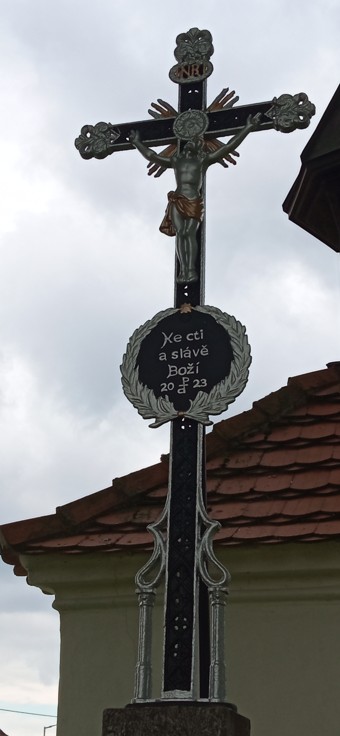 INRI
Ke cti
a slávě
Boží
20 P/d 23